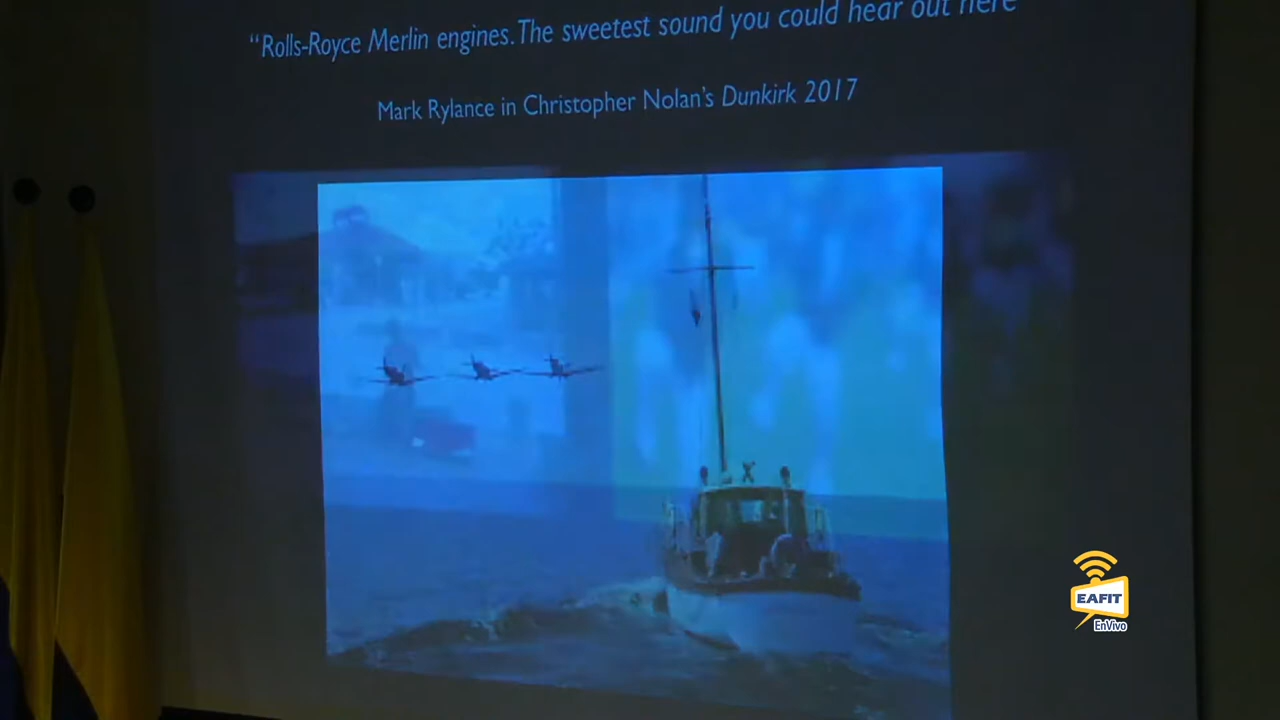 “Rolls-Royce Merlin engines. The sweetest sound you could hear out here
Mark Rylance in Christopher Nolan’s Dunkirk 2017
EAFIT
EnVivo